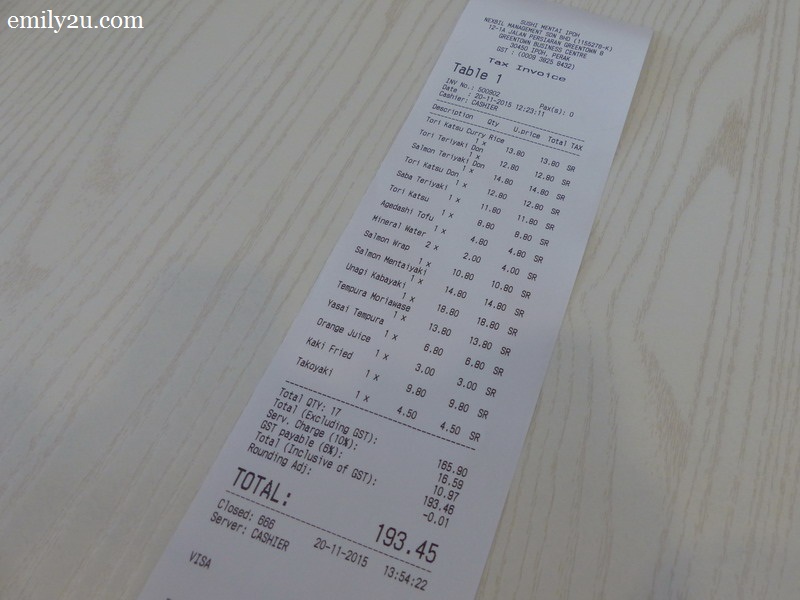 emily2u.com
SUSHI MENTAI IPOH
NEXBIL MANAGEMENT SDN BHD (1155276-K)
12-1A JALAN PERSIARAN GREENTOWN 8
GREENTOWN BUSINESS CENTRE
30450 IPOH, PERAK
GST : (0009 3825 8432)
Tax Invoice
Table 1
INV No.: 500902 Pax(s): 0
Date : 20-11-2015 12:23:11
Cashier: CASHIER
Description Qty U.price Total TAX
Tori Katsu Curry Rice
1 x 13.80 13.80 SR
Tori Teriyaki Don
1 x 12.80 12.80 SR
Salmon Teriyaki Don
1 x 14.80 14.80 SR
Tori Katsu Don
1 x 12.80 12.80 SR
Saba Teriyaki
1 x 11.80 11.80 SR
Tori Katsu
1 x 8.80 8.80 SR
Agedashi Tofu
1 x 4.80 4.80 SR
Mineral Water
2 x 2.00 4.00 SR
Salmon Wrap
1 x 10.80 10.80 SR
Salmon Mentaiyaki
1 x 14.80 14.80 SR
Unagi Kabayaki
1 x 18.80 18.80 SR
Tempura Moriawase
1 x 13.80 13.80 SR
Yasai Tempura
1 x 6.80 6.80 SR
Orange Juice
1 x 3.00 3.00 SR
Kaki Fried
1 x 9.80 9.80 SR
Takoyaki
1 x 4.50 4.50 SR
Total QTY: 17
Total (Excluding GST): 165.90
Serv. Charge (10%): 16.59
GST payable (6%): 10.97
Total (Inclusive of GST): 193.46
Rounding Adj: -0.01
TOTAL: 193.45
Closed: 666 20-11-2015 13:54:22
Server: CASHIER
VISA